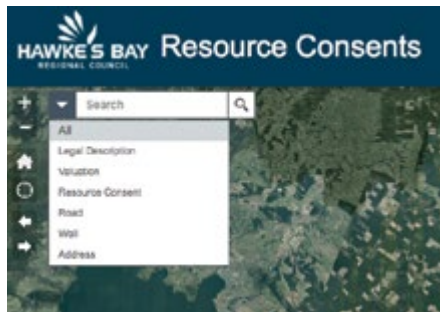 HAWKE'S BAY
REGIONAL COUNCIL
Resource Consents
Search
All
Legal Description
Valuation
Resource Consent
Road
Well
Address